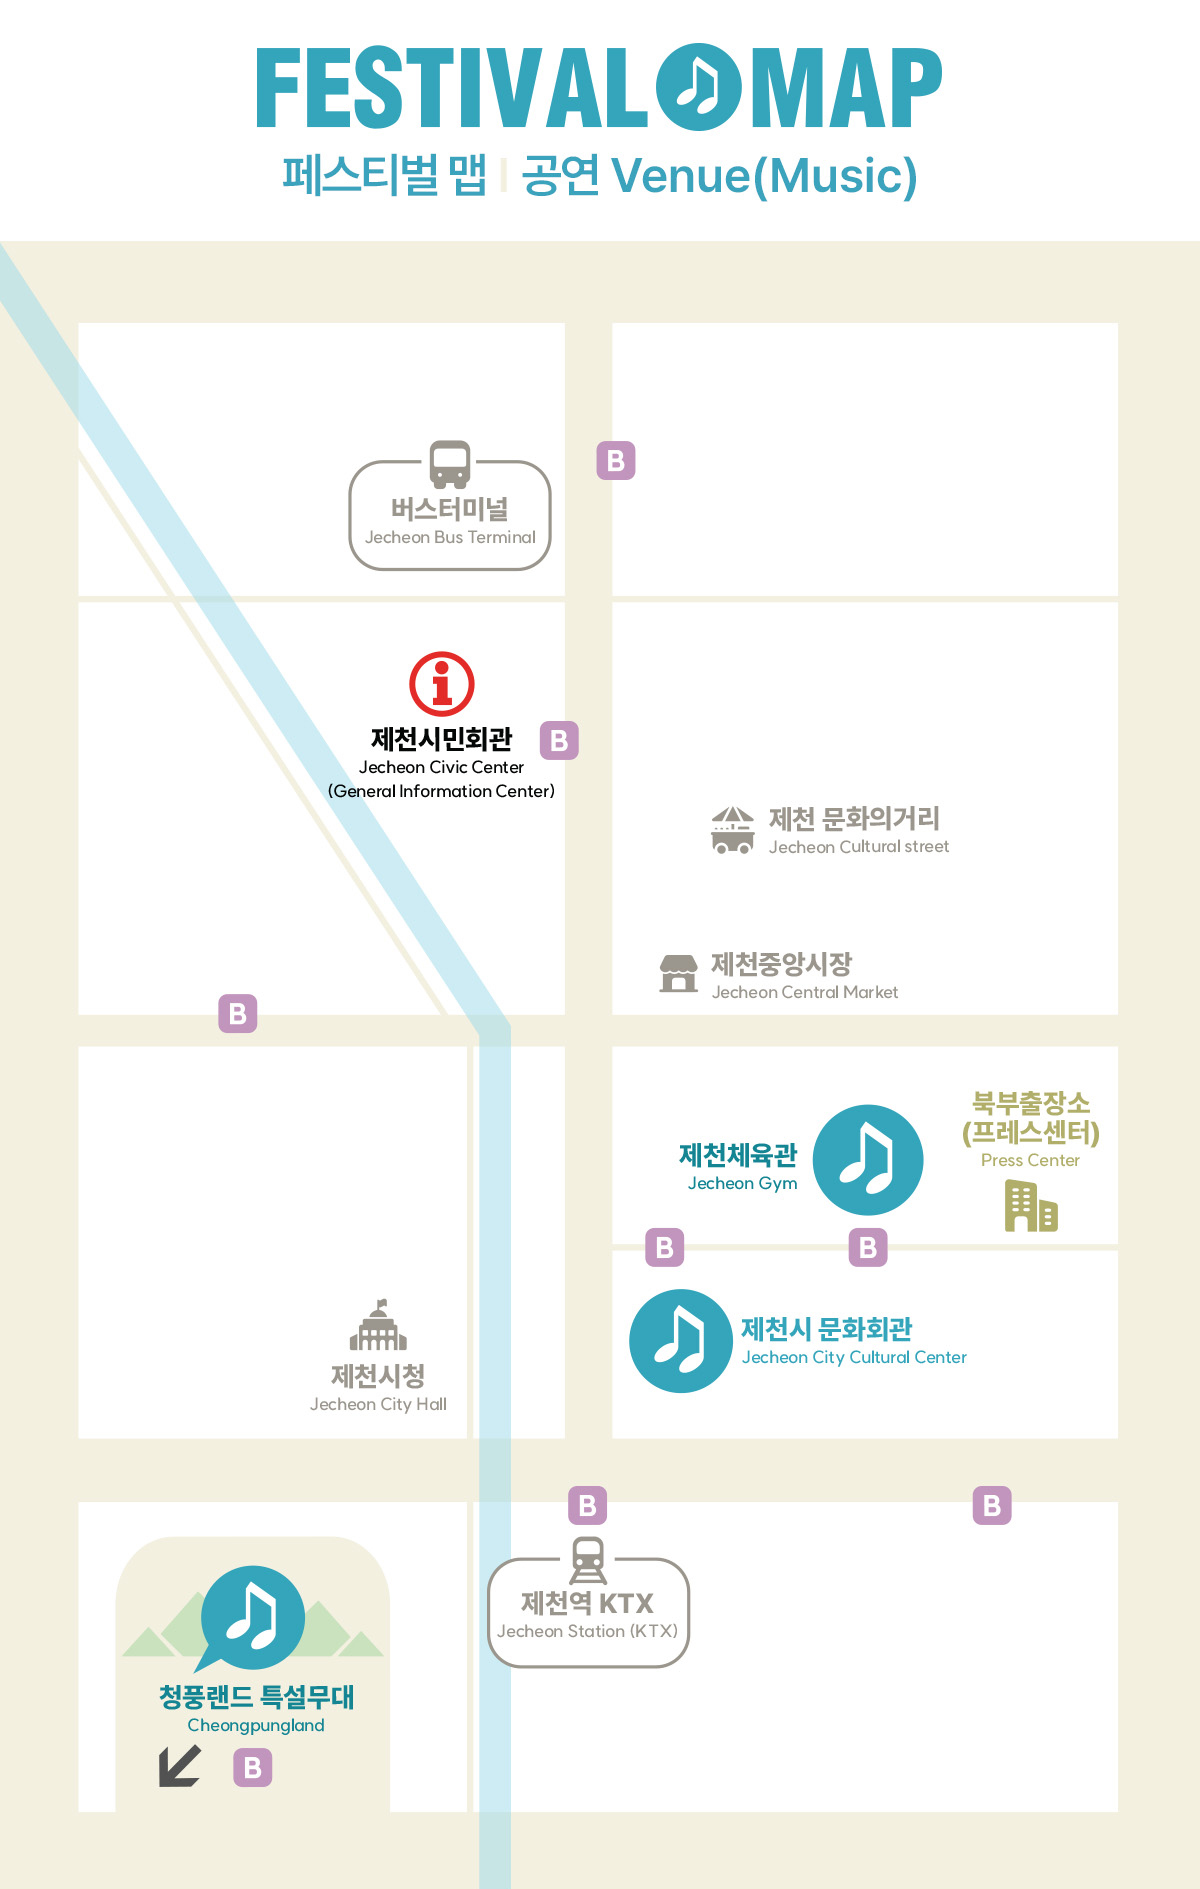 FESTIVAL MAP
페스티벌 맵 | 공연 Venue(Music)
B
버스터미널
Jecheon Bus Terminal
제천시민회관
B
Jecheon Civic Center
(General Information Center)
제천 문화의거리
Jecheon Cultural street
제천중앙시장
Jecheon Central Market
B
북부출장소
(프레스센터)
Press Center
제천체육관
Jecheon Gym
B
B
제천시 문화회관
Jecheon City Cultural Center
제천시청
Jecheon City Hall
B
B
제천역 KTX
Jecheon Station (KTX)
청풍랜드 특설무대
Cheongpungland
B